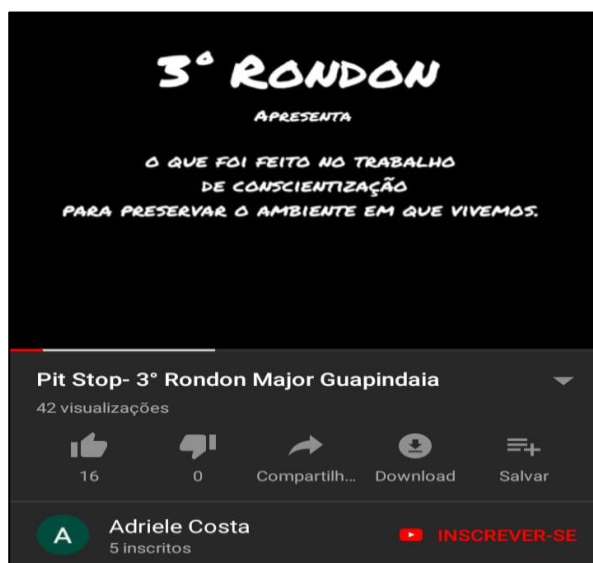 3º RONDON
APRESENTA
O QUE FOI FEITO NO TRABALHO
DE CONSCIENTIZAÇÃO
PARA PRESERVAR O AMBIENTE EM QUE VIVEMOS.
Pit Stop- 3° Rondon Major Guapindaia
42 visualizações
16 0 Compartilh... Download Salvar
A Adriele Costa INSCREVER-SE
5 inscritos